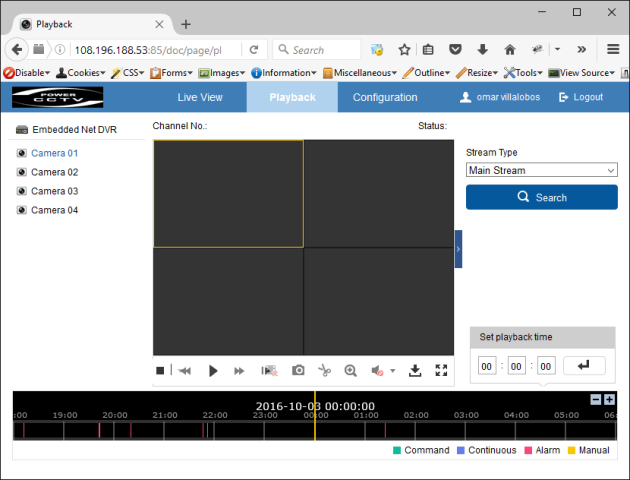 Playback
108.196.188.53:85/doc/page/pl
Search
Disable Cookies CSS Forms Images Information Miscellaneous Outline Resize Tools View Source
POWER
CCTV
Live View Playback Configuration omar villalobos Logout
Embedded Net DVR
Camera 01
Camera 02
Camera 03
Camera 04
Channel No.: Status:
Stream Type
Main Stream
Search
Set playback time
00 : 00 : 00
2016-10-03 00:00:00
:00 19:00 20:00 21:00 22:00 23:00 00:00 01:00 02:00 03:00 04:00 05:00 06:
Command Continuous Alarm Manual